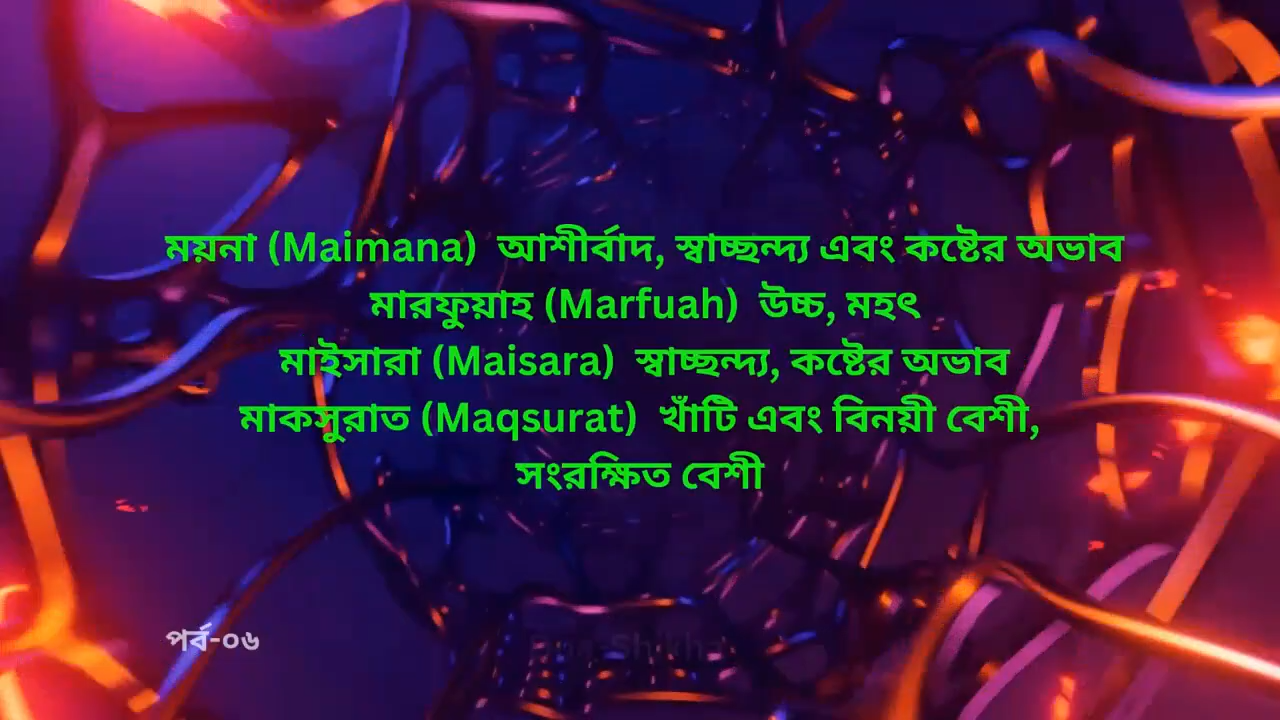 ময়না (Maimana) আশীর্বাদ, স্বাচ্ছন্দ্য এবং কষ্টের অভাব
মারফুয়াহ (Marfuah) উচ্চ, মহৎ
মাইসারা (Maisara) স্বাচ্ছন্দ্য, কষ্টের অভাব
মাকসুরাত (Maqsurat) খাঁটি এবং বিনয়ী বেশী,
সংরক্ষিত বেশী
পর্ব-০৬